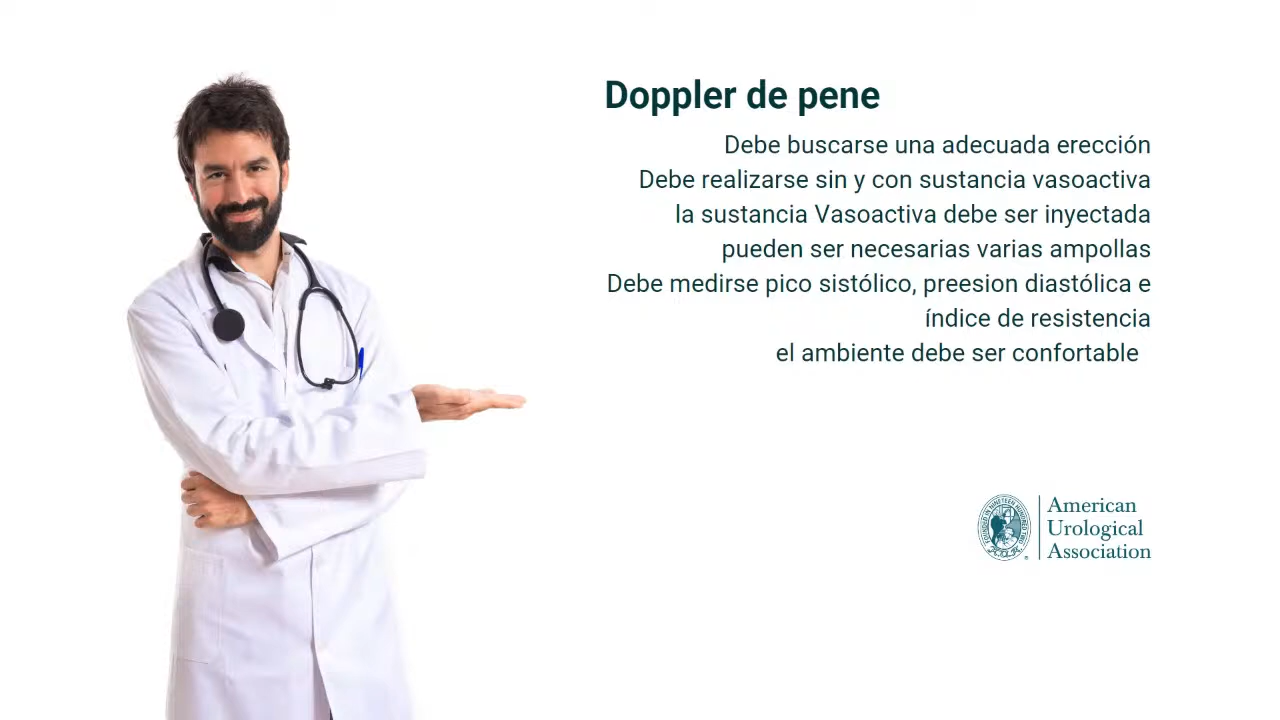 Doppler de pene
Debe buscarse una adecuada erección
Debe realizarse sin y con sustancia vasoactiva
la sustancia Vasoactiva debe ser inyectada
pueden ser necesarias varias ampollas
Debe medirse pico sistólico, preesion diastólica e
índice de resistencia
el ambiente debe ser confortable
American
Urological
Association